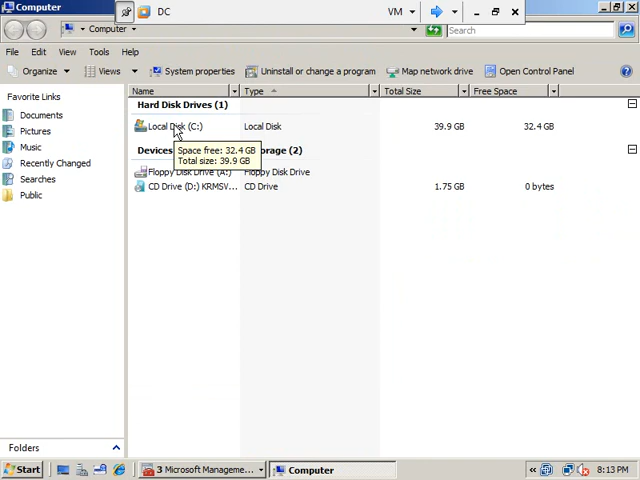 Computer
DC
VM
Computer
Search
File Edit View Tools Help
Organize Views System properties Uninstall or change a program Map network drive Open Control Panel
Favorite Links
Documents
Pictures
Music
Recently Changed
Searches
Public
Folders
Name Type Total Size Free Space
Hard Disk Drives (1)
Local Disk (C:) Local Disk 39.9 GB 32.4 GB
Space free: 32.4 GB
Total size: 39.9 GB
Devices orage (2)
Floppy Disk Drive (A:) Floppy Disk Drive
CD Drive (D:) KRMSV... CD Drive 1.75 GB 0 bytes
Start 3 Microsoft Manageme... Computer « 8:13 PM